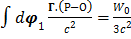 ∫ dφ₁ r.(P-O)/c² = W₀/3c²